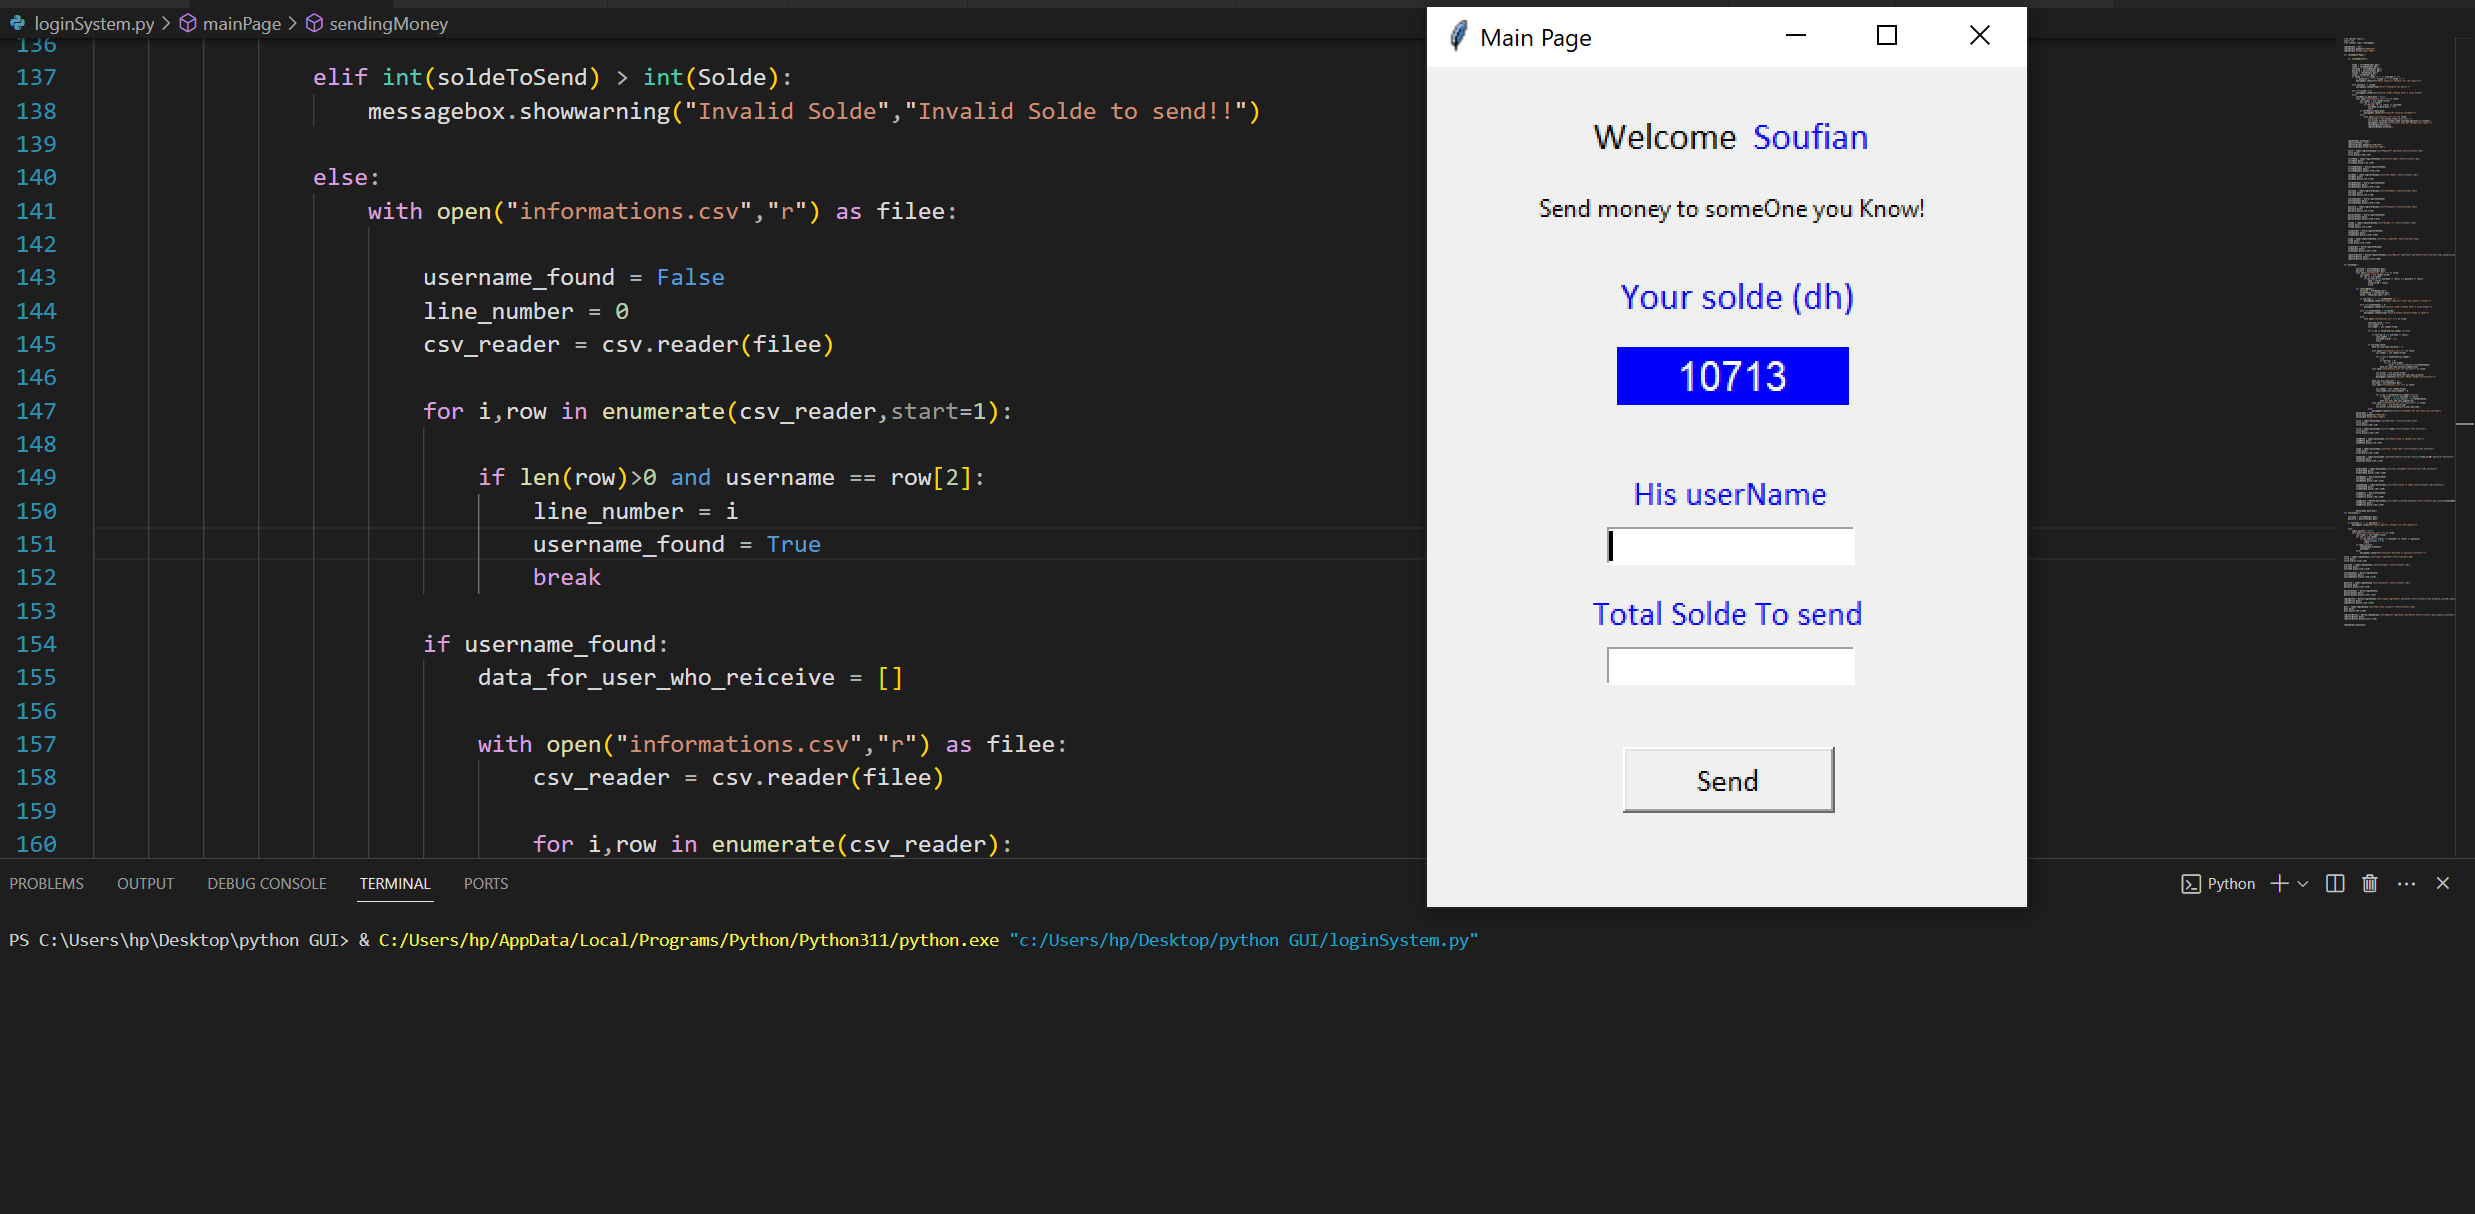 loginSystem.py > mainPage > sendingMoney
136
137 elif int(soldeToSend) > int(Solde):
138 messagebox.showwarning("Invalid Solde","Invalid Solde to send!!")
139
140 else:
141 with open("informations.csv","r") as filee:
142
143 username_found = False
144 line_number = 0
145 csv_reader = csv.reader(filee)
146
147 for i,row in enumerate(csv_reader,start=1):
148
149 if len(row)>0 and username == row[2]:
150 line_number = i
151 username_found = True
152 break
153
154 if username_found:
155 data_for_user_who_reiceive = []
156
157 with open("informations.csv","r") as filee:
158 csv_reader = csv.reader(filee)
159
160 for i,row in enumerate(csv_reader):
Main Page
Welcome Soufian
Send money to someOne you Know!
Your solde (dh)
10713
His userName
Total Solde To send
Send
PROBLEMS OUTPUT DEBUG CONSOLE TERMINAL PORTS
Python
PS C:\Users\hp\Desktop\python GUI> & C:/Users/hp/AppData/Local/Programs/Python/Python311/python.exe "c:/Users/hp/Desktop/python GUI/loginSystem.py"